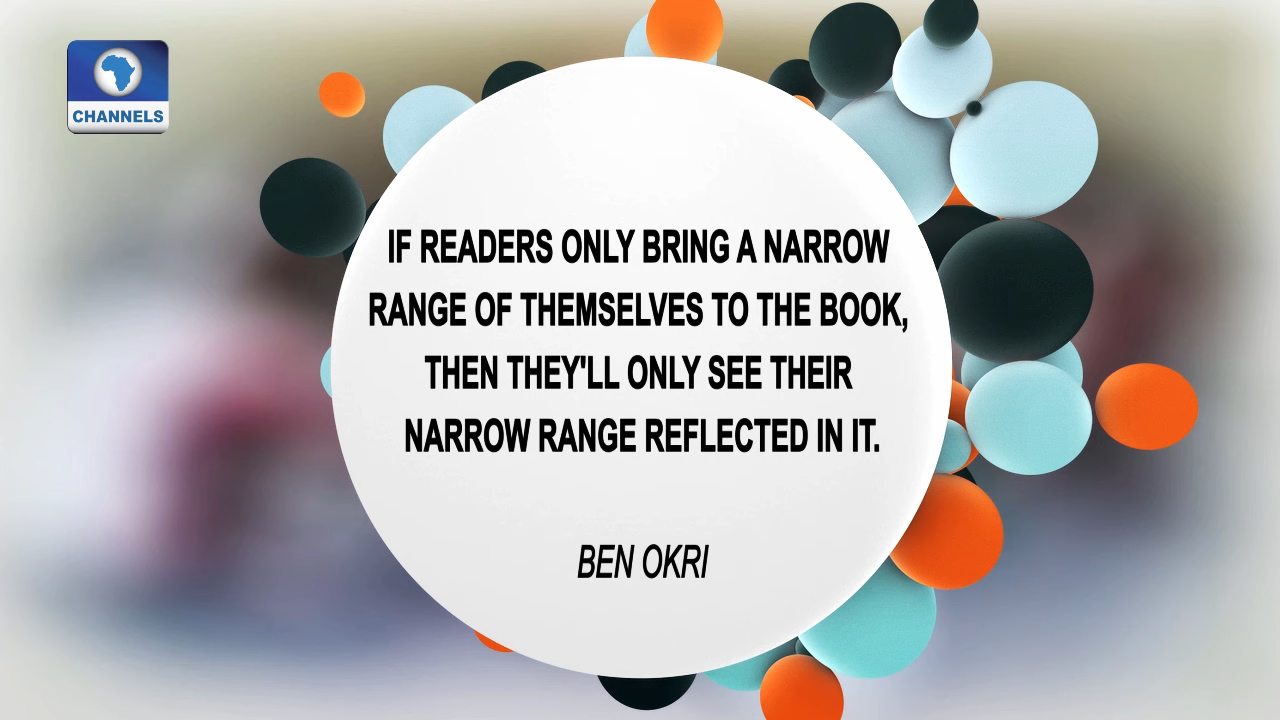 CHANNELS
IF READERS ONLY BRING A NARROW
RANGE OF THEMSELVES TO THE BOOK,
THEN THEY'LL ONLY SEE THEIR
NARROW RANGE REFLECTED IN IT.
BEN OKRI